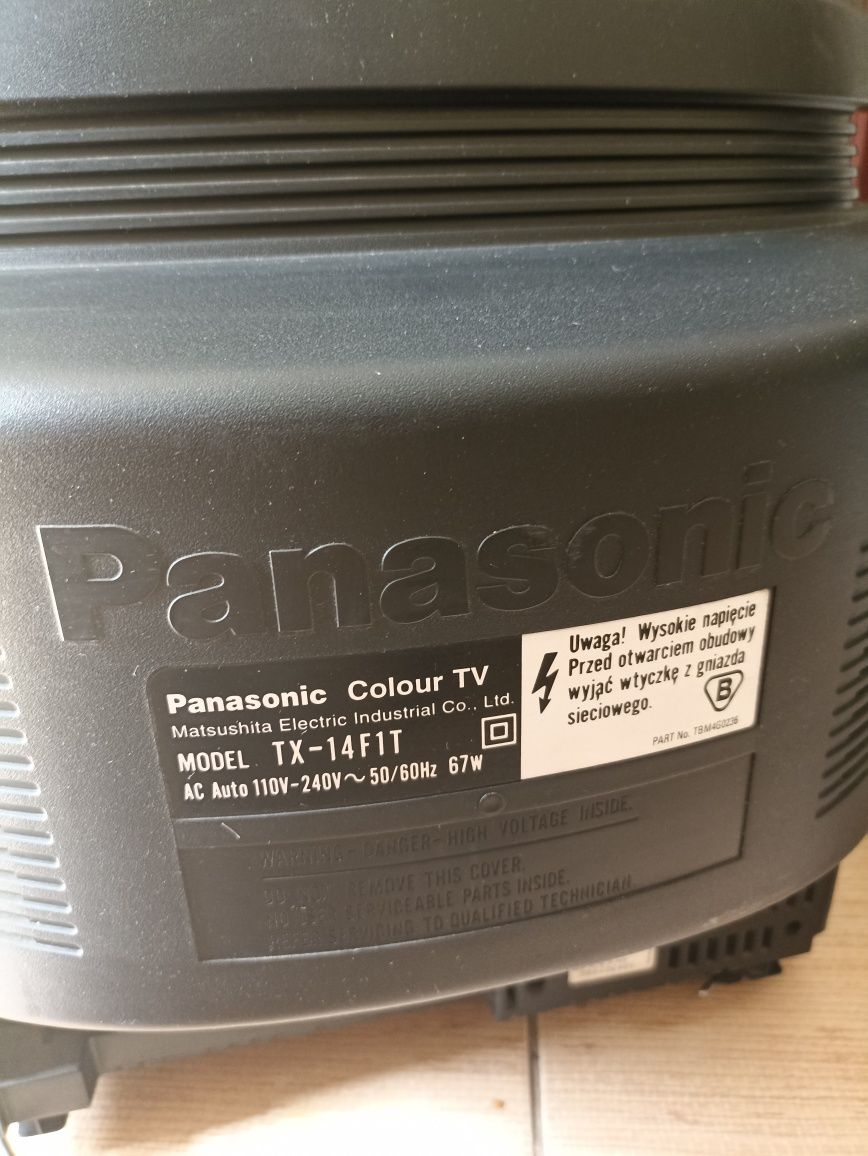 Panasonic
Panasonic Colour TV
Matsushita Electric Industrial Co., Ltd.
MODEL TX-14F1T
AC Auto 110V-240V~50/60Hz 67W
Uwaga! Wysokie napięcie
Przed otwarciem obudowy
wyjąć wtyczkę z gniazda
sieciowego.
B
PART No. TBM4G0236
WARNING-DANGER-HIGH VOLTAGE INSIDE.
DO NOT REMOVE THIS COVER.
NO USER SERVICEABLE PARTS INSIDE.
REFER SERVICING TO QUALIFIED TECHNICIAN.